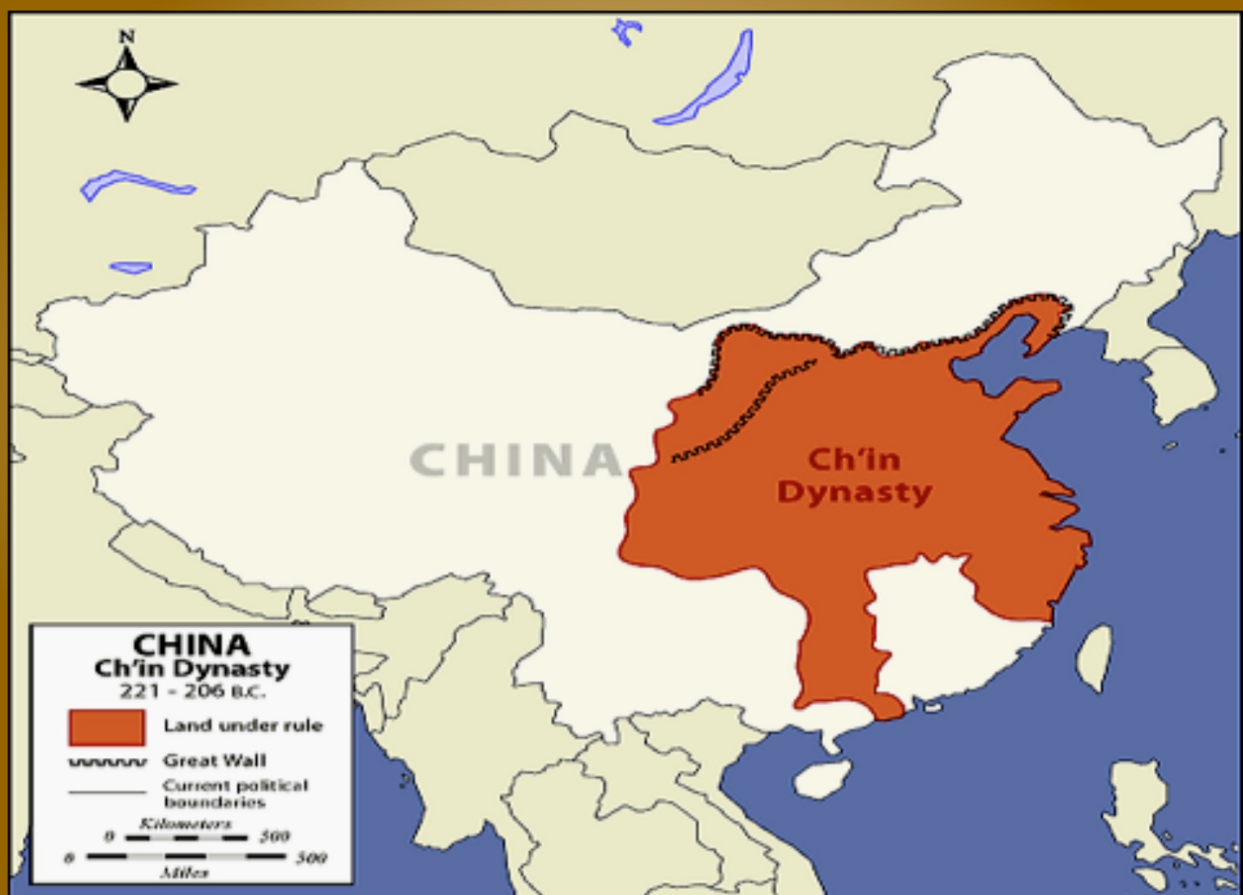 N
CHINA
Ch'in
Dynasty
CHINA
Ch'in Dynasty
221 - 206 B.C.
Land under rule
Great Wall
Current political
boundaries
Kilometers
0 500
0 500
Miles